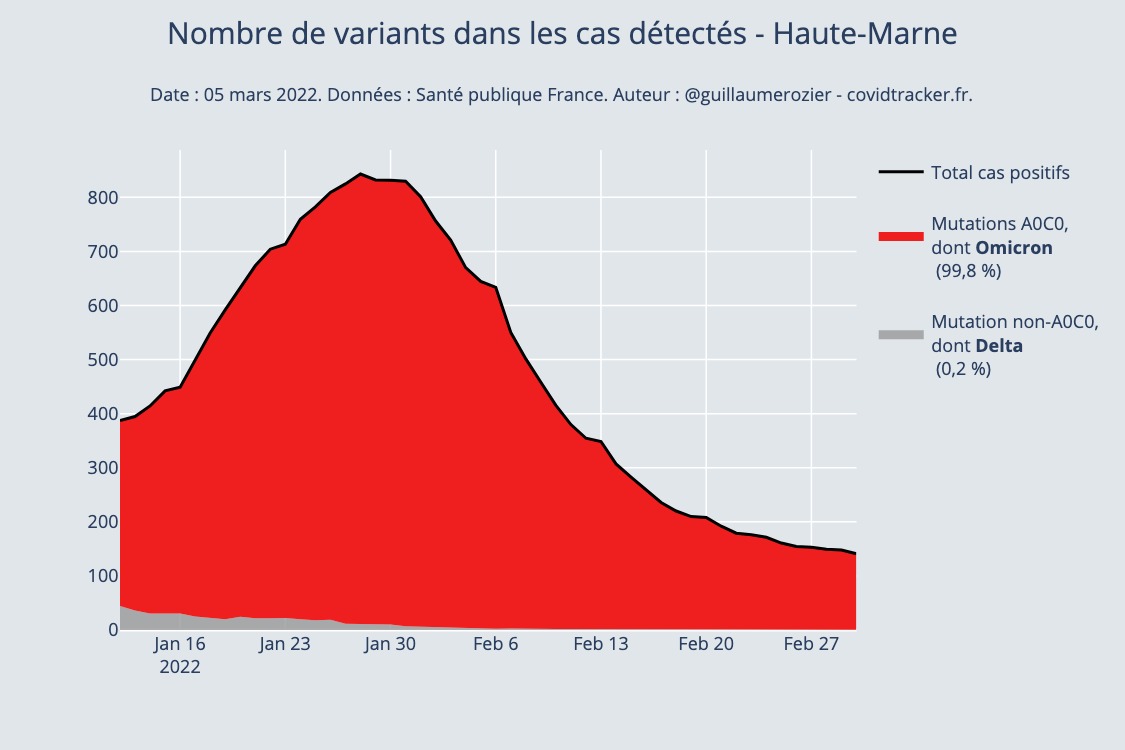 Nombre de variants dans les cas détectés - Haute-Marne
Date : 05 mars 2022. Données : Santé publique France. Auteur : @guillaumerozier - covidtracker.fr.
Total cas positifs
Mutations A0C0,
dont Omicron
(99,8 %)
Mutation non-A0C0,
dont Delta
(0,2 %)
800
700
600
500
400
300
200
100
0
Jan 16 Jan 23 Jan 30 Feb 6 Feb 13 Feb 20 Feb 27
2022